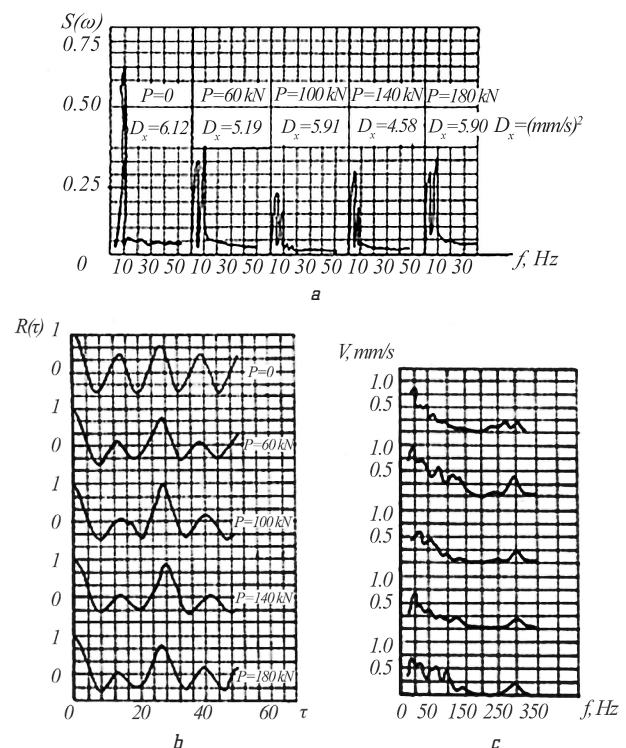 S(ω)
0.75
P=0 P=60 kN P=100 kN P=140 kN P=180 kN
0.50
Dx=6.12 Dx=5.19 Dx=5.91 Dx=4.58 Dx=5.90 Dx=(mm/s)²
0.25
0
10 30 50 10 30 50 10 30 50 10 30 50 10 30
f, Hz
a
R(τ)
1
0
P=0
1
0
P=60 kN
1
0
P=100 kN
1
0
P=140 kN
1
0
P=180 kN
0 20 40 60 τ
b
V, mm/s
1.0
0.5
1.0
0.5
1.0
0.5
1.0
0.5
1.0
0.5
0 50 150 250 350 f, Hz
c